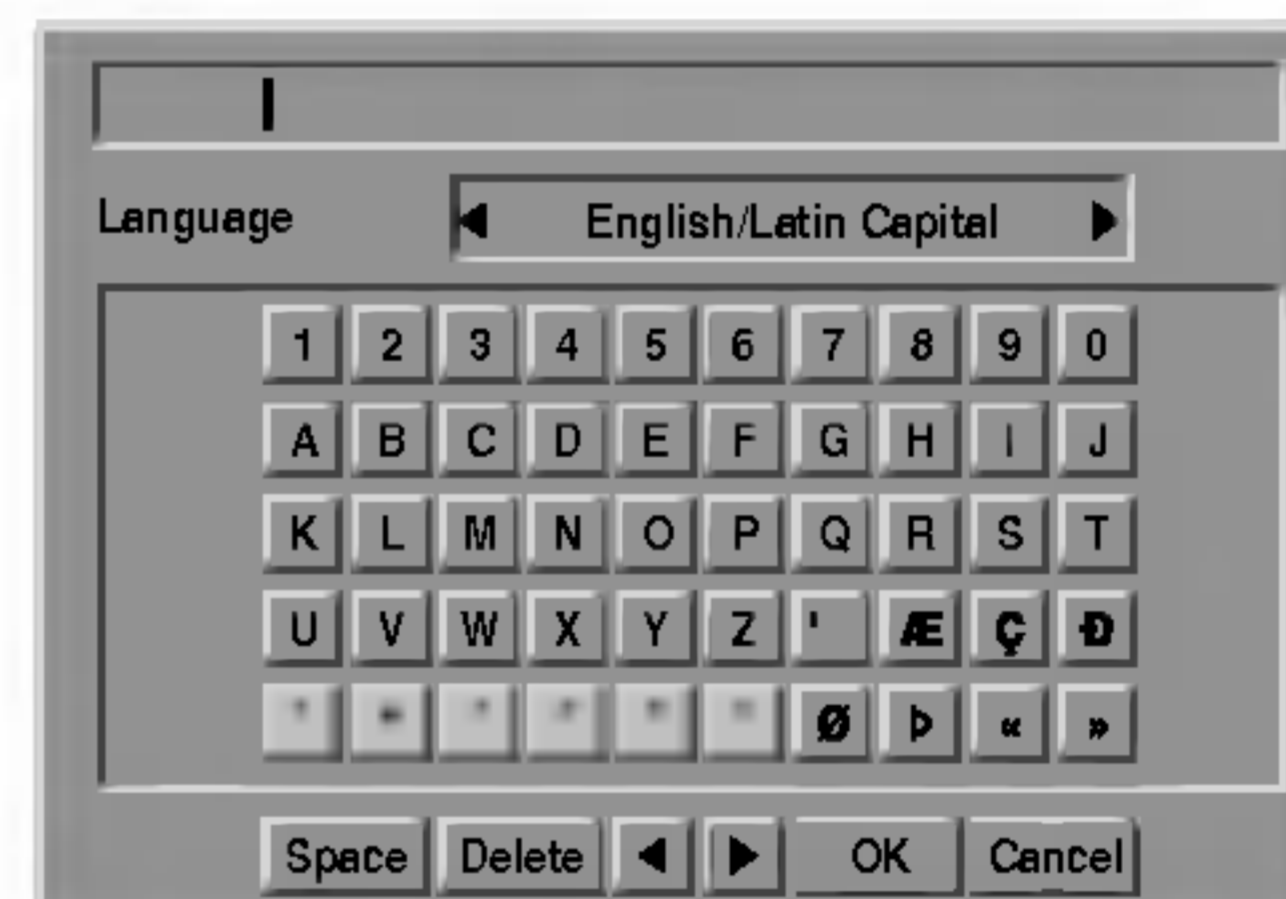 Language English/Latin Capital
1 2 3 4 5 6 7 8 9 0
A B C D E F G H I J
K L M N O P Q R S T
U V W X Y Z ' Æ Ç Ð
Ø Þ « »
Space Delete OK Cancel